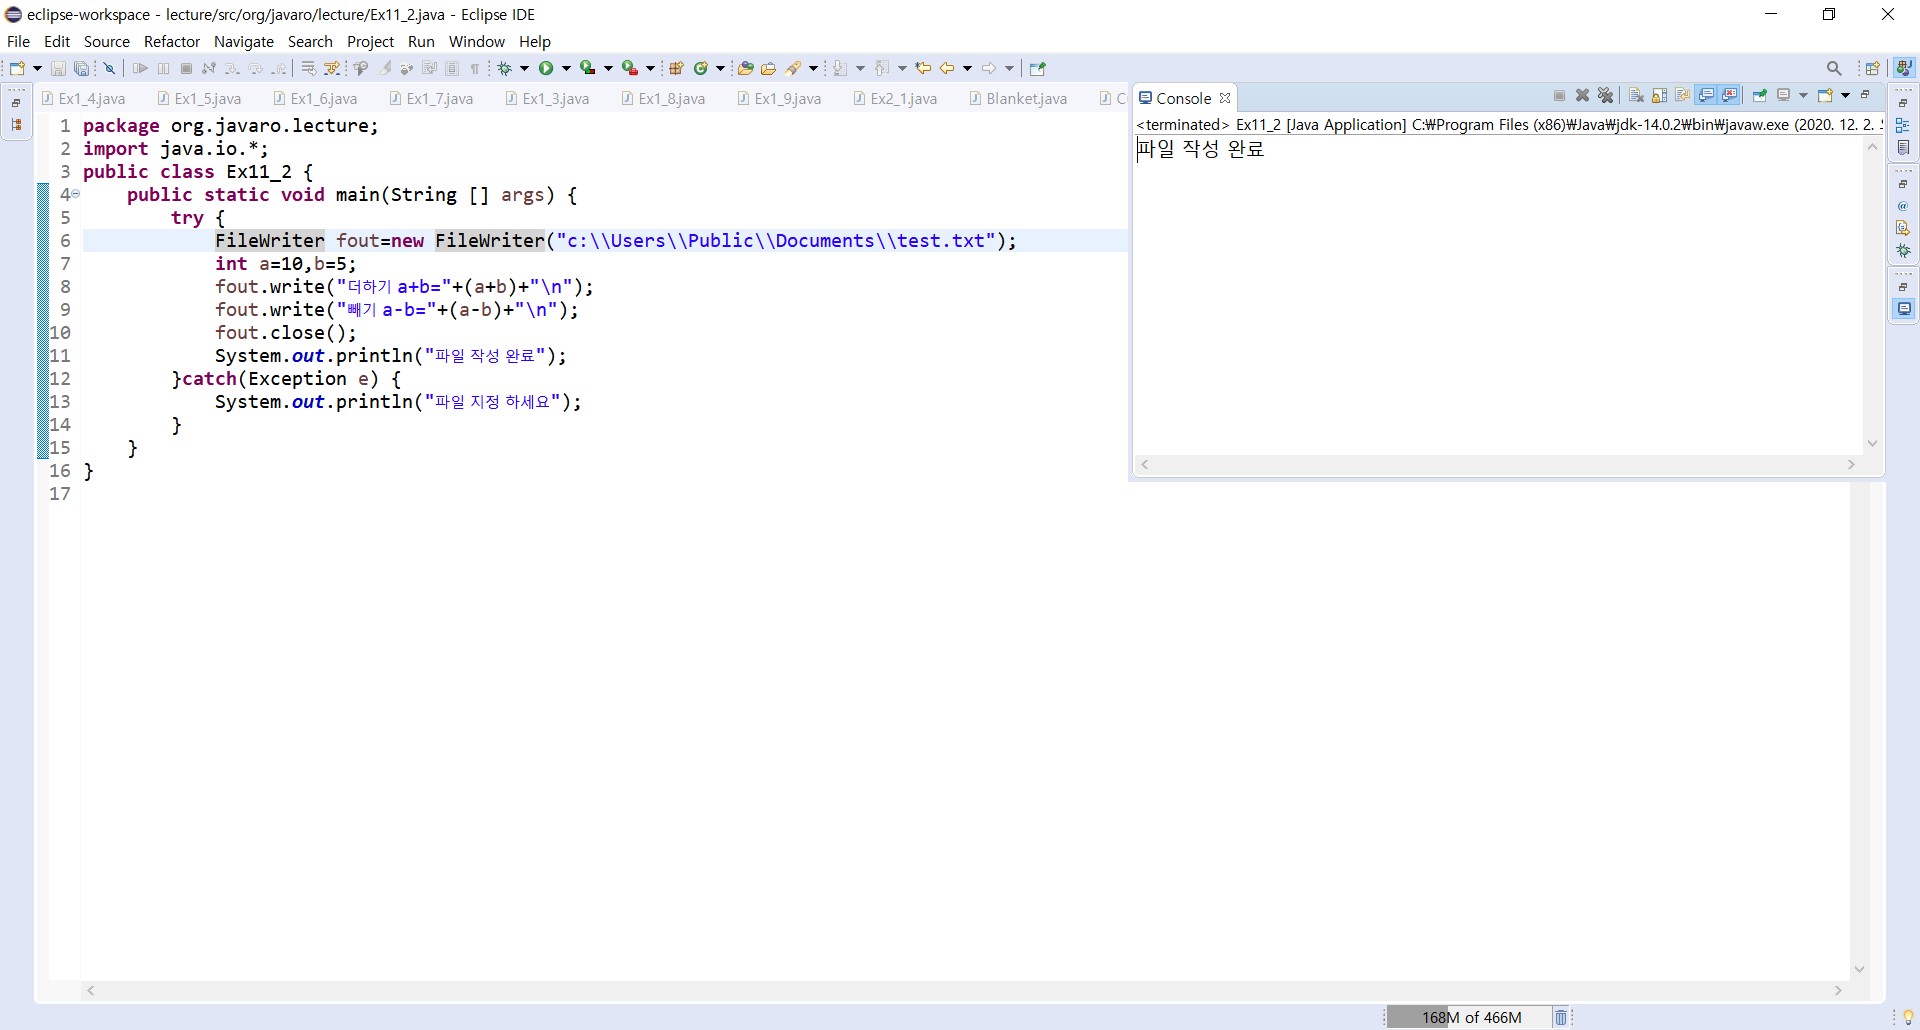 eclipse-workspace - lecture/src/org/javaro/lecture/Ex11_2.java - Eclipse IDE
File Edit Source Refactor Navigate Search Project Run Window Help
Ex1_4.java Ex1_5.java Ex1_6.java Ex1_7.java Ex1_3.java Ex1_8.java Ex1_9.java Ex2_1.java Blanket.java
1 package org.javaro.lecture;
2 import java.io.*;
3 public class Ex11_2 {
4 public static void main(String [] args) {
5 try {
6 FileWriter fout=new FileWriter("c:\\Users\\Public\\Documents\\test.txt");
7 int a=10,b=5;
8 fout.write("더하기 a+b="+(a+b)+"\n");
9 fout.write("빼기 a-b="+(a-b)+"\n");
10 fout.close();
11 System.out.println("파일 작성 완료");
12 }catch(Exception e) {
13 System.out.println("파일 지정 하세요");
14 }
15 }
16 }
17
Console
<terminated> Ex11_2 [Java Application] C:₩Program Files (x86)₩Java₩jdk-14.0.2₩bin₩javaw.exe (2020. 12. 2.
파일 작성 완료
168M of 466M